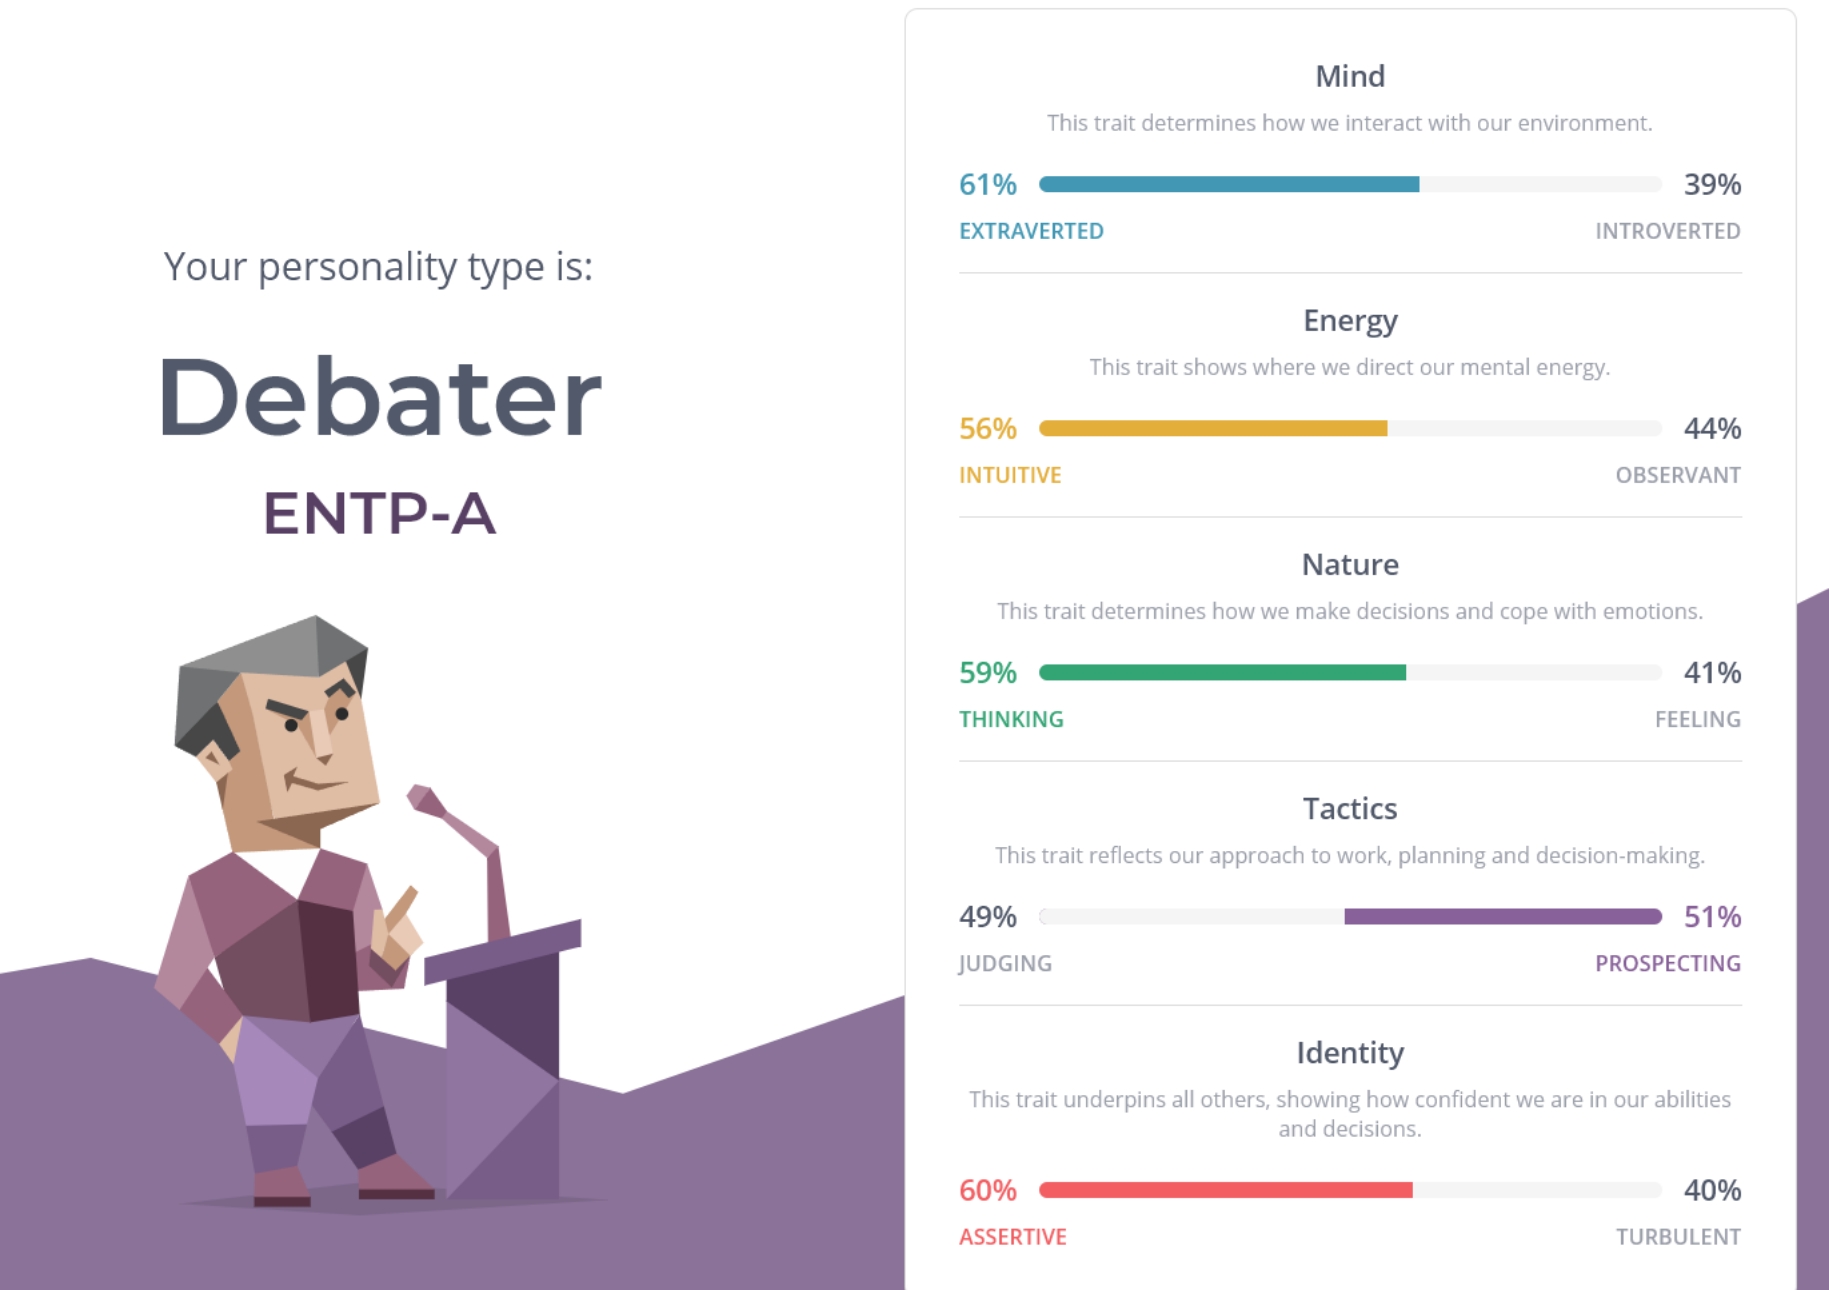 Your personality type is:
Debater
ENTP-A
Mind
This trait determines how we interact with our environment.
61% 39%
EXTRAVERTED INTROVERTED
Energy
This trait shows where we direct our mental energy.
56% 44%
INTUITIVE OBSERVANT
Nature
This trait determines how we make decisions and cope with emotions.
59% 41%
THINKING FEELING
Tactics
This trait reflects our approach to work, planning and decision-making.
49% 51%
JUDGING PROSPECTING
Identity
This trait underpins all others, showing how confident we are in our abilities
and decisions.
60% 40%
ASSERTIVE TURBULENT